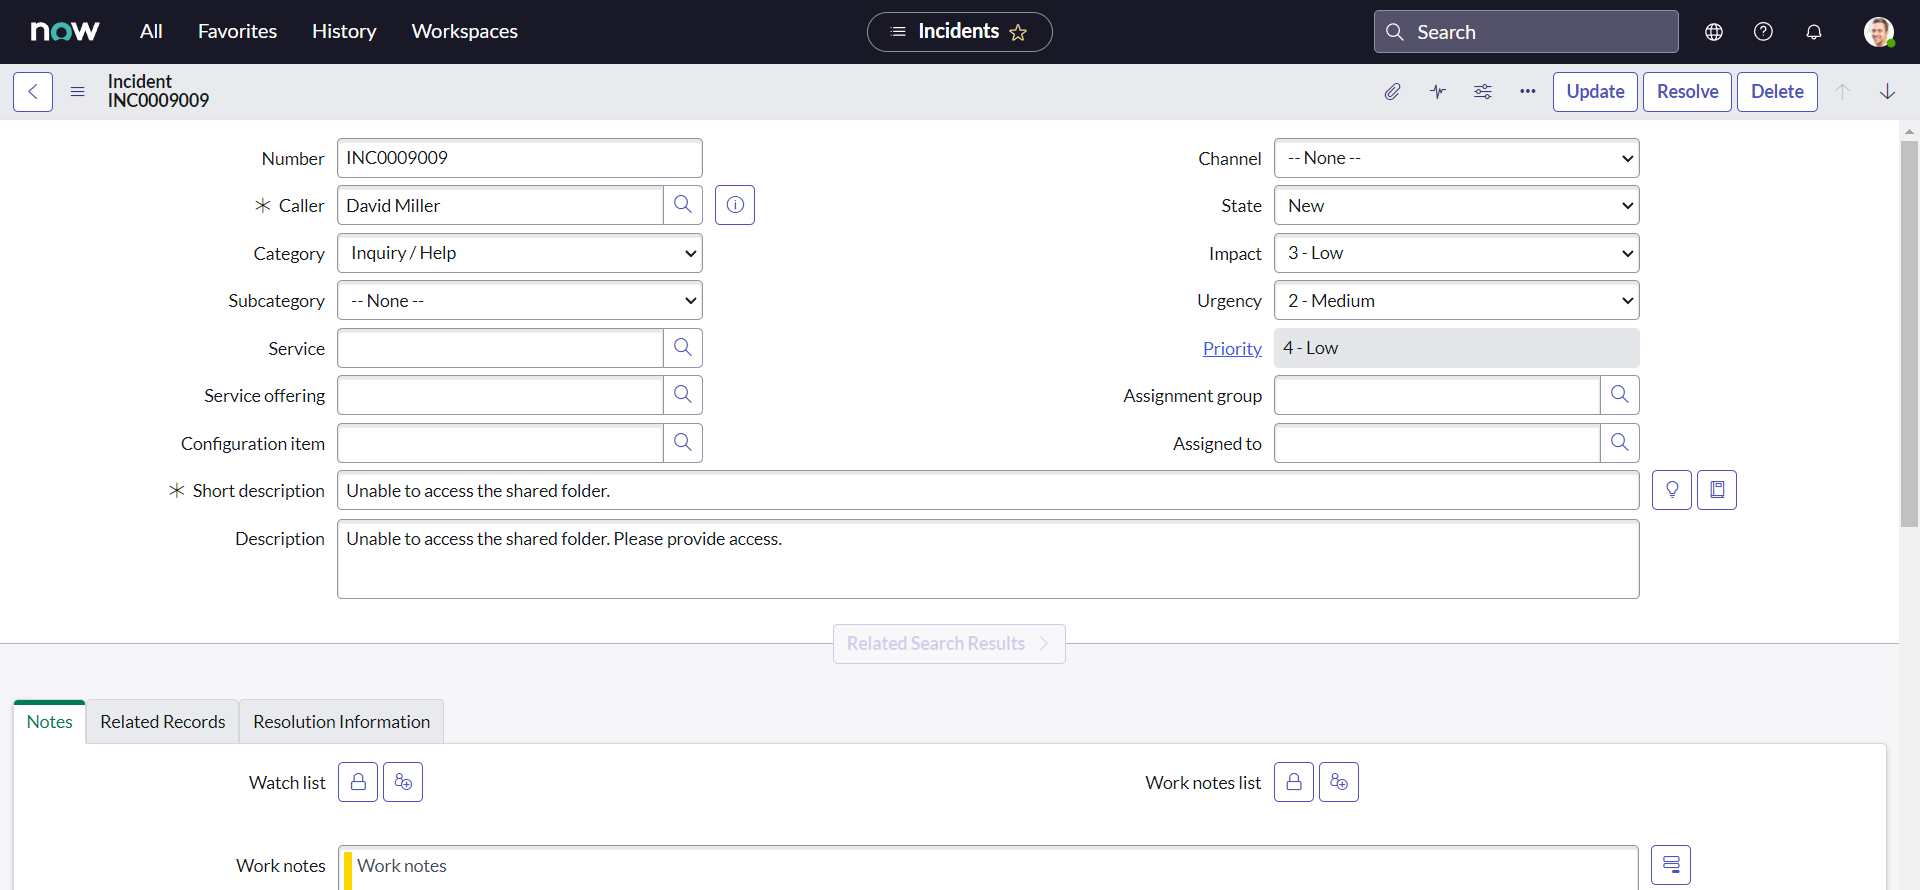 now All Favorites History Workspaces Incidents Search
Incident
INC0009009
Update Resolve Delete
Number INC0009009
Channel -- None --
Caller David Miller
State New
Category Inquiry / Help
Impact 3 - Low
Subcategory -- None --
Urgency 2 - Medium
Service
Priority 4 - Low
Service offering
Assignment group
Configuration item
Assigned to
Short description Unable to access the shared folder.
Description Unable to access the shared folder. Please provide access.
Related Search Results
Notes Related Records Resolution Information
Watch list
Work notes list
Work notes Work notes